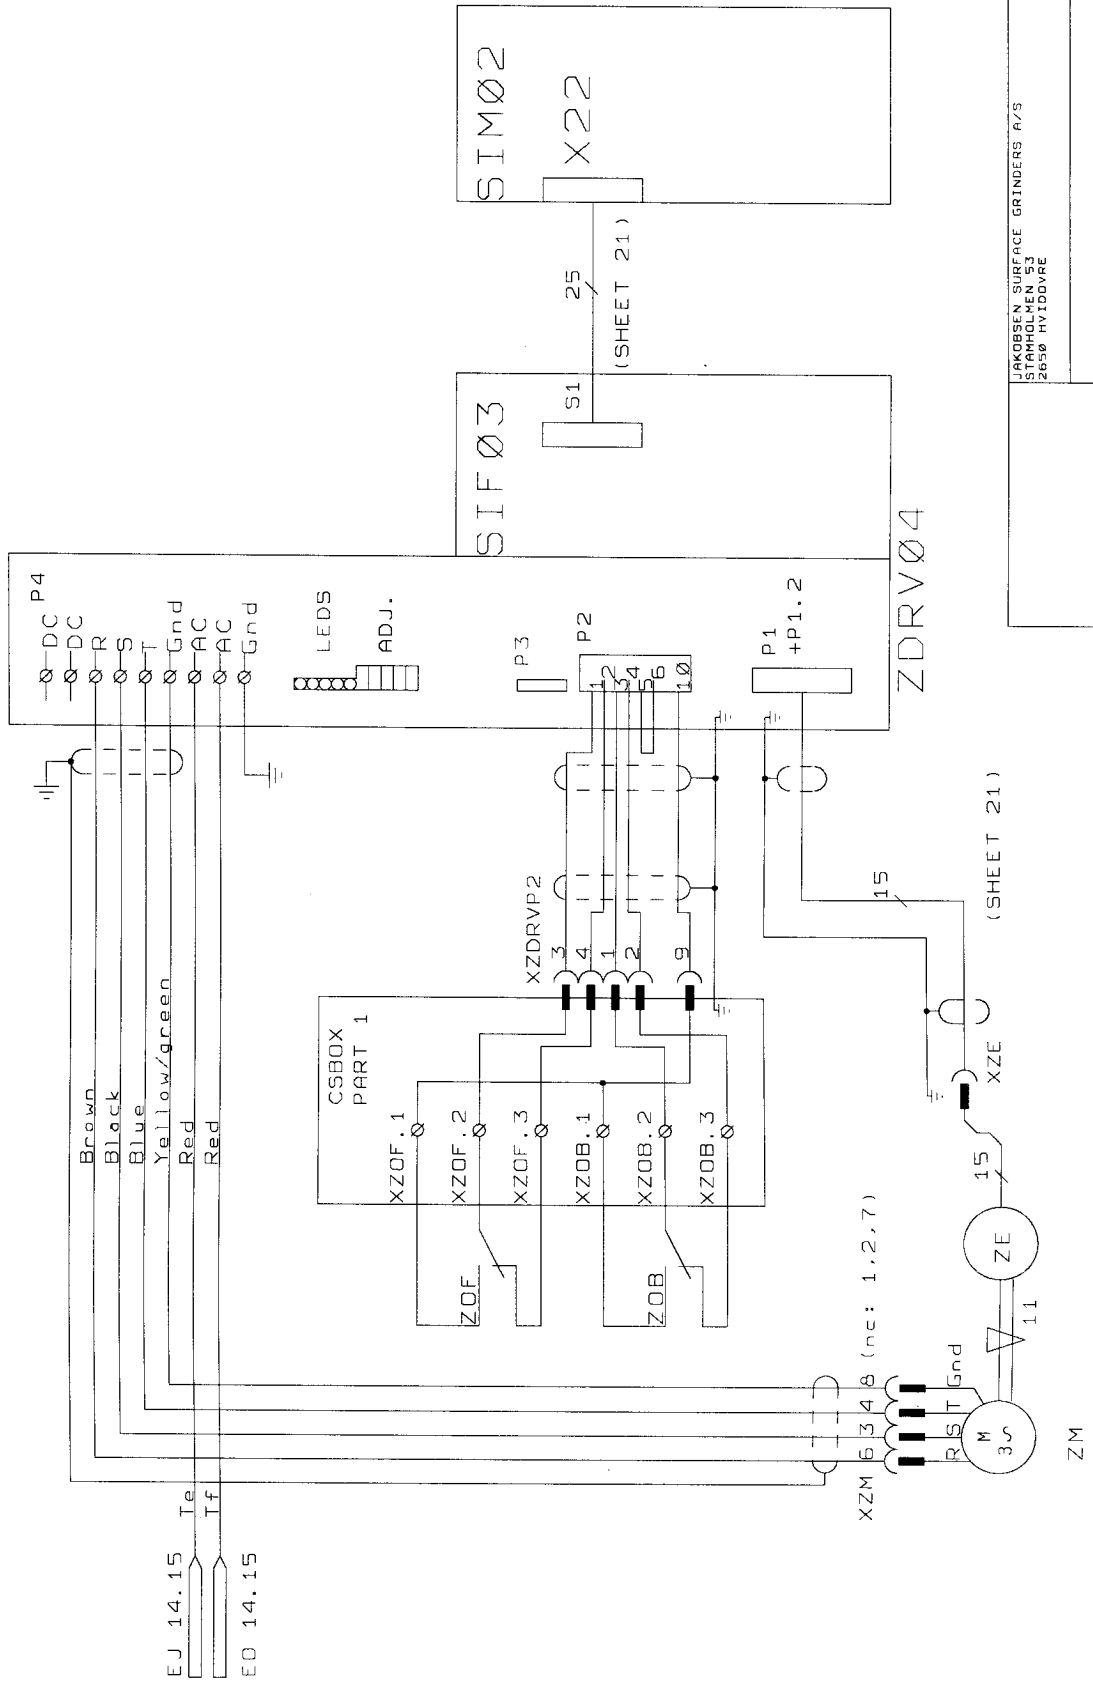 EJ 14.15
EO 14.15
Te
Tf
Brown
Black
Blue
Yellow/green
Red
Red
P4
DC
DC
R
S
T
Gnd
AC
AC
Gnd
LEDS
ADJ.
P3
P2
1
2
3
4
5
6
10
P1
+P1.2
ZDRV04
SIF03
S1
25
(SHEET 21)
SIM02
X22
CSBOX
PART 1
XZDRVP2
3
4
1
2
9
XZOF.1
XZOF.2
XZOF.3
XZOB.1
XZOB.2
XZOB.3
ZOF
ZOB
XZM 6 3 4 8 (nc: 1,2,7)
R S T Gnd
M
3
ZM
11
ZE
15
XZE
15
(SHEET 21)
JAKOBSEN SURFACE GRINDERS A/S
STAMHOLMEN 53
2650 HVIDOVRE